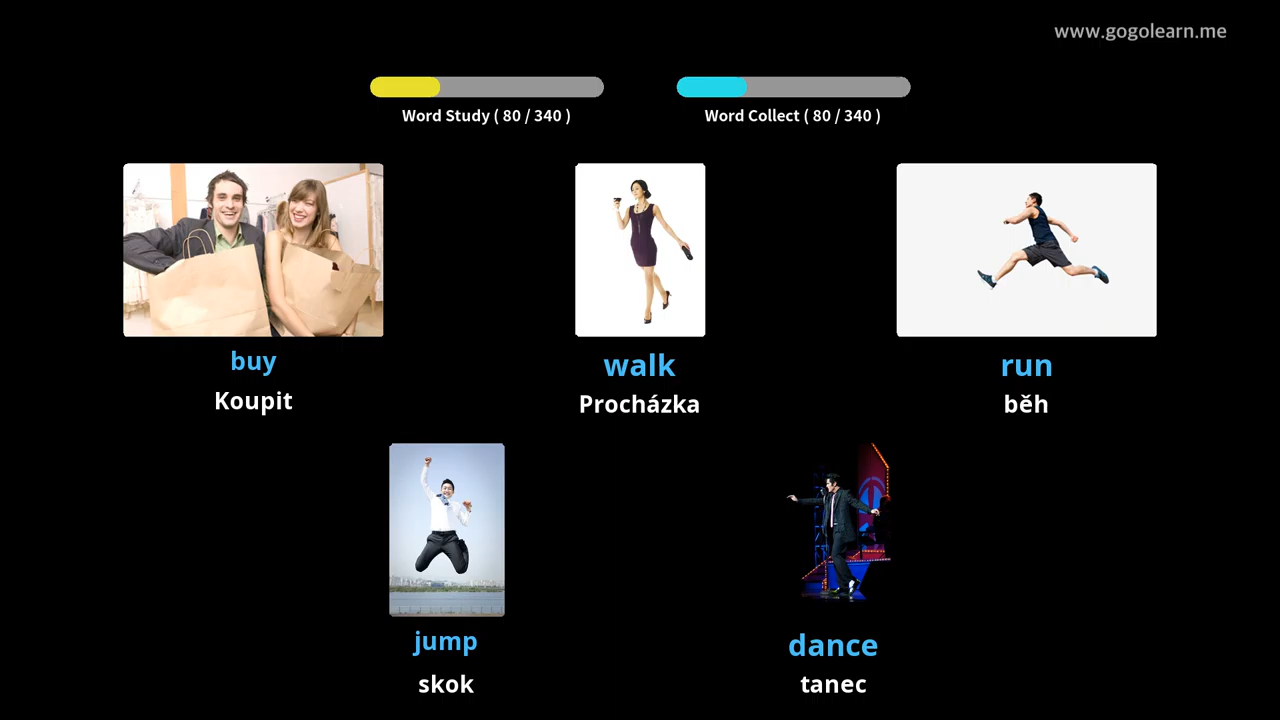 www.gogolearn.me
Word Study ( 80 / 340 )
Word Collect ( 80 / 340 )
buy
Koupit
walk
Procházka
run
běh
jump
skok
dance
tanec